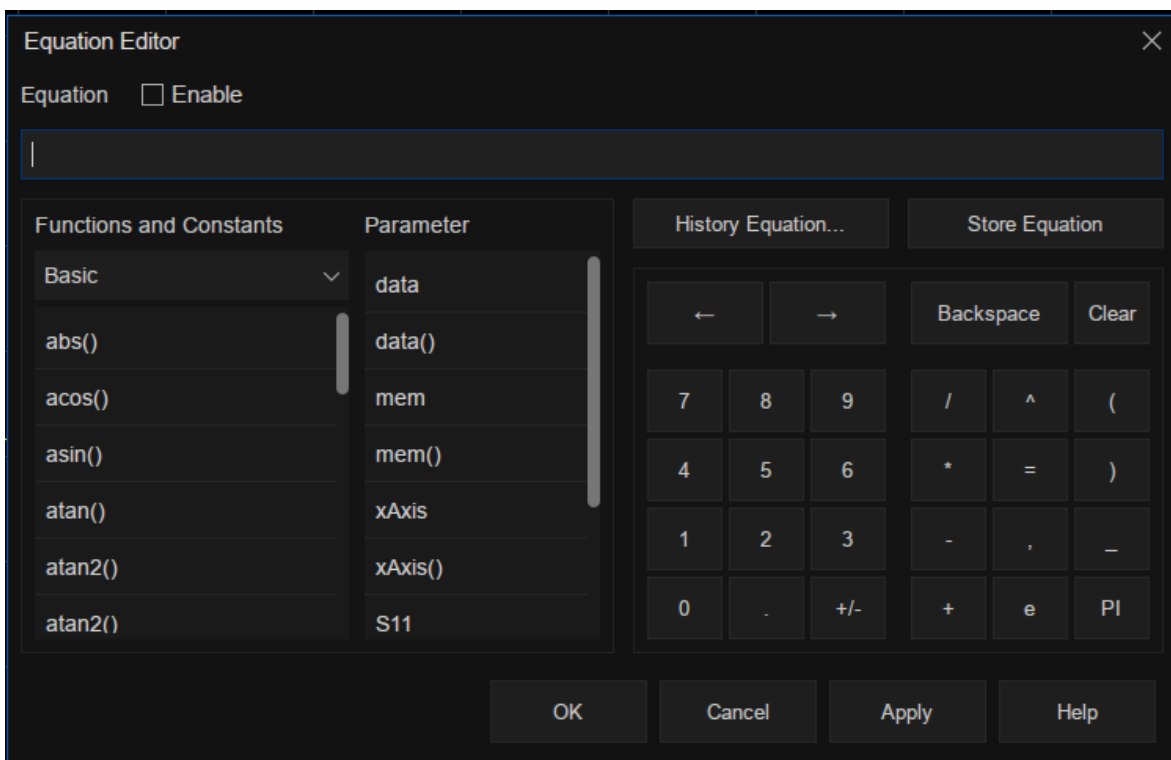 Equation Editor
Equation Enable
Functions and Constants
Basic
abs()
acos()
asin()
atan()
atan2()
atan2()
Parameter
data
data()
mem
mem()
xAxis
xAxis()
S11
History Equation... Store Equation
← → Backspace Clear
7 8 9 / ^ (
4 5 6 * = )
1 2 3 - , _
0 . +/- + e PI
OK Cancel Apply Help